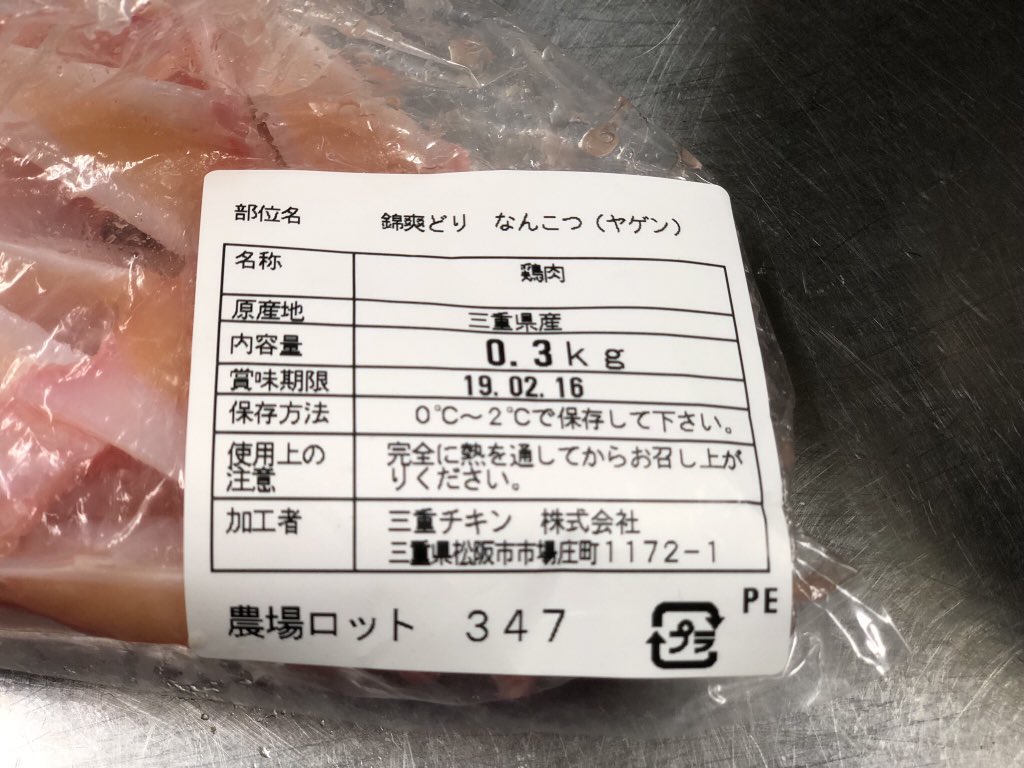 部位名 錦爽どり なんこつ(ヤゲン)
名称 鶏肉
原産地 三重県産
内容量 0.3kg
賞味期限 19.02.16
保存方法 0℃~2℃で保存して下さい。
使用上の注意 完全に熱を通してからお召し上が
りください。
加工者 三重チキン 株式会社
三重県松阪市市場庄町1172-1
農場ロット 347
プラ PE